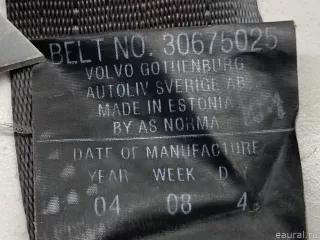 BELT NO. 30675025
VOLVO GOTHENBURG
AUTOLIV SVERIGE AB
MADE IN ESTONIA
BY AS NORMA
DATE OF MANUFACTURE
YEAR WEEK D
04 08 4
eaural.ru